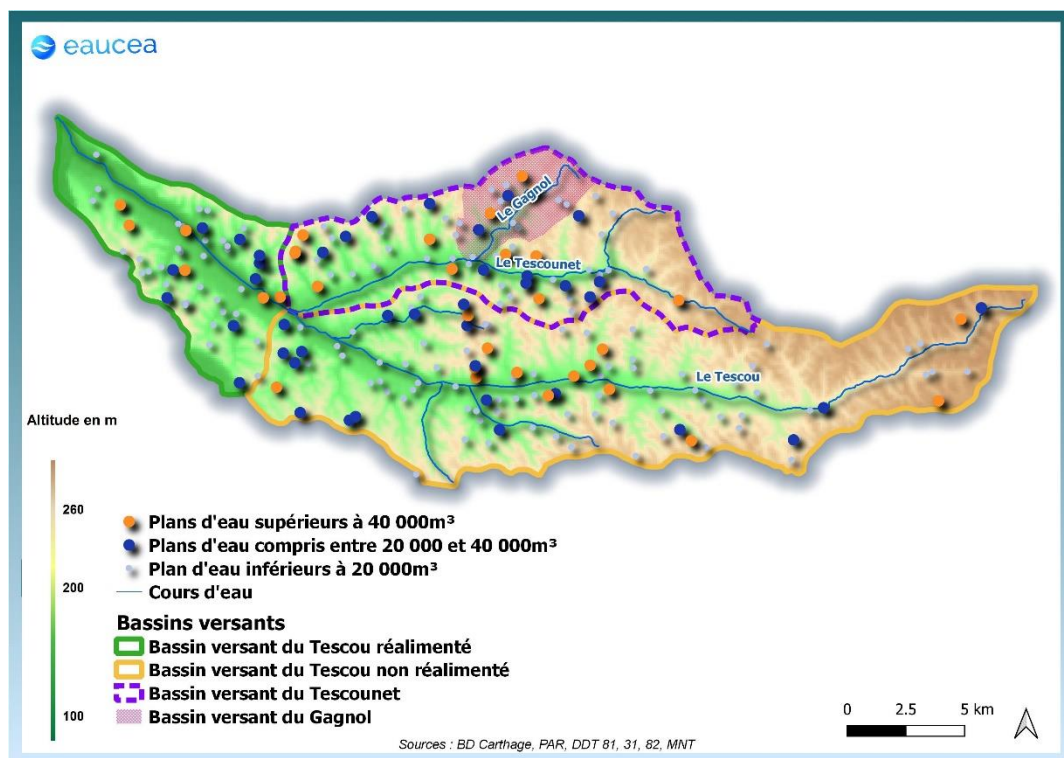 eaucea
Le Gagnol
Le Tescounet
Le Tescou
Altitude en m
260
200
100
Plans d'eau supérieurs à 40 000m³
Plans d'eau compris entre 20 000 et 40 000m³
Plan d'eau inférieurs à 20 000m³
Cours d'eau
Bassins versants
Bassin versant du Tescou réalimenté
Bassin versant du Tescou non réalimenté
Bassin versant du Tescounet
Bassin versant du Gagnol
0 2.5 5 km
Sources : BD Carthage, PAR, DDT 81, 31, 82, MNT